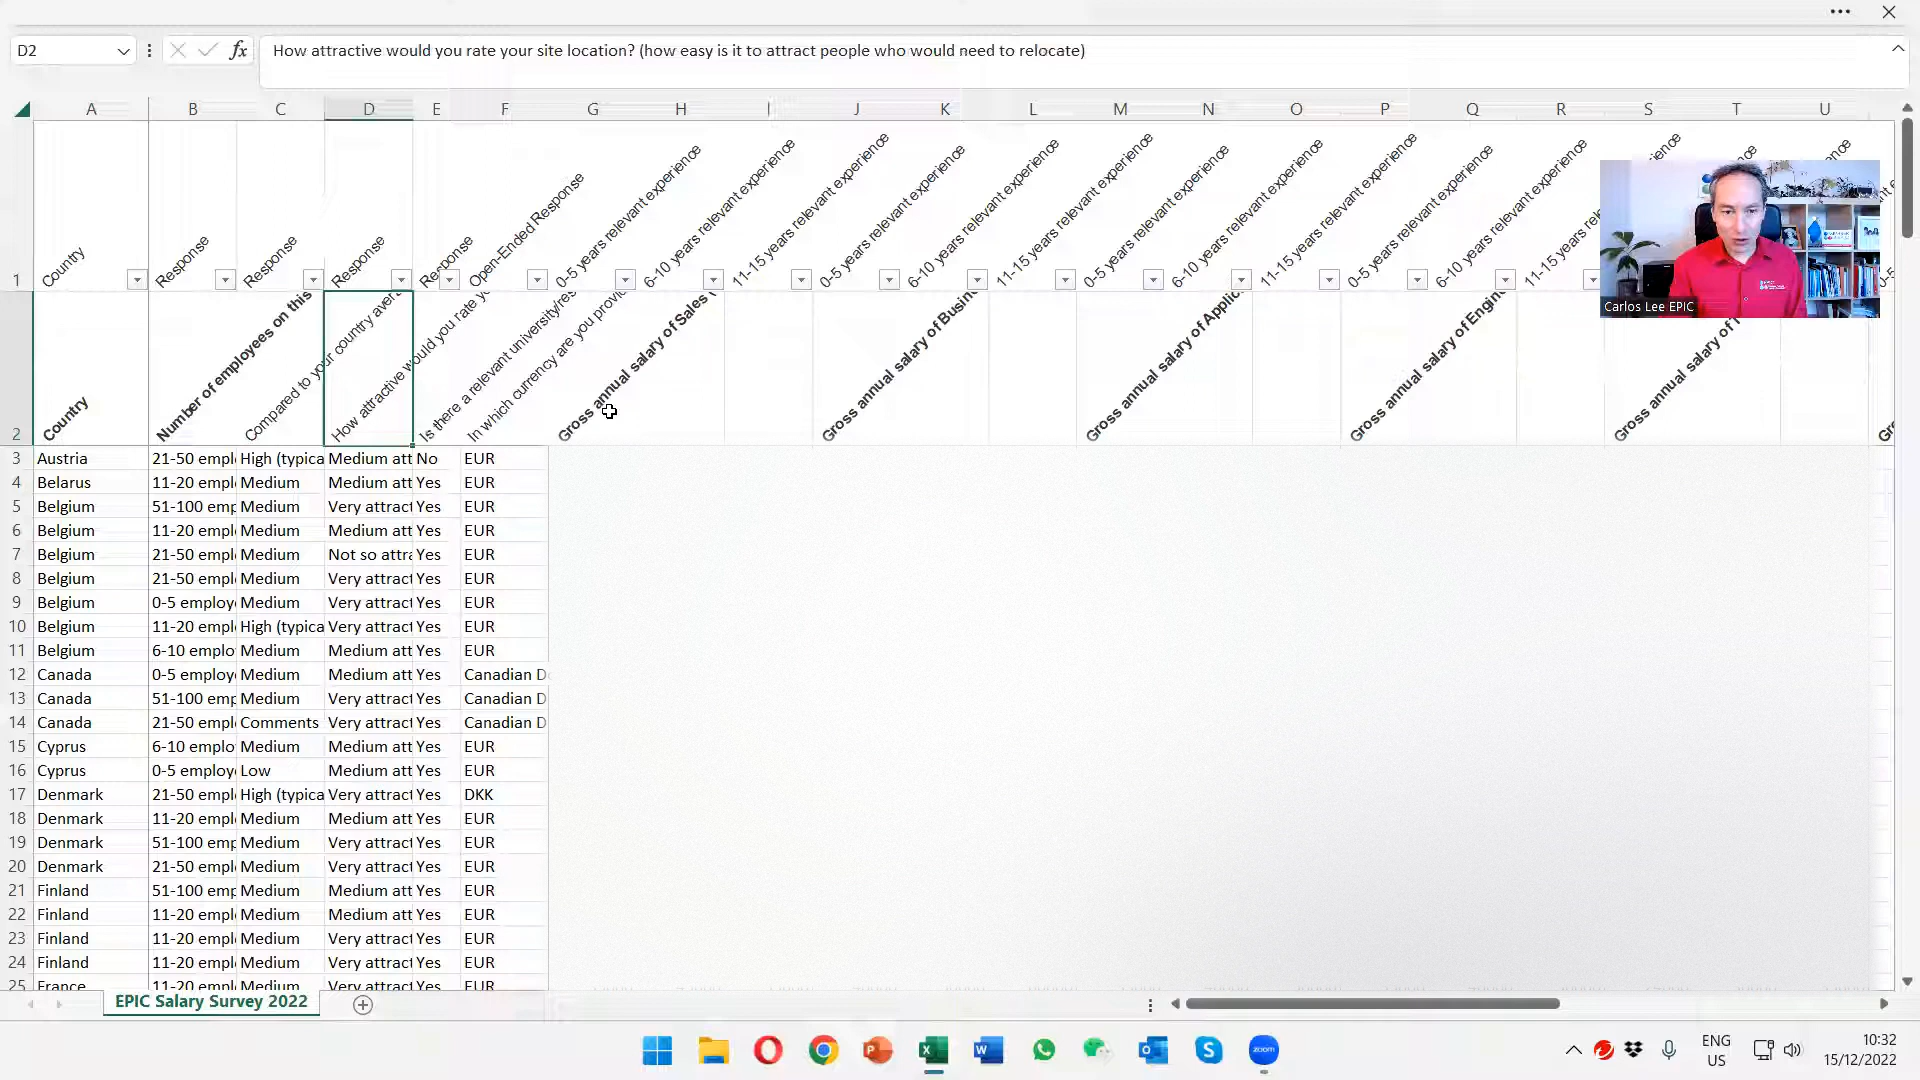 D2
fx
How attractive would you rate your site location? (how easy is it to attract people who would need to relocate)
A B C D E F G H I J K L M N O P Q R S T U
1 Country Response Response Response Response Open-Ended Response 0-5 years relevant experience 6-10 years relevant experience 11-15 years relevant experience 0-5 years relevant experience 6-10 years relevant experience 11-15 years relevant experience 0-5 years relevant experience 6-10 years relevant experience 11-15 years relevant experience 0-5 years relevant experience 6-10 years relevant experience 11-15 years rele
Carlos Lee EPIC
2 Country Number of employees on this Compared to your country avera How attractive would you rate y Is there a relevant university/res In which currency are you provid Gross annual salary of Sales Gross annual salary of Busin Gross annual salary of Applic Gross annual salary of Engin Gross annual salary of
3 Austria 21-50 empl High (typica Medium att No EUR
4 Belarus 11-20 empl Medium Medium att Yes EUR
5 Belgium 51-100 emp Medium Very attract Yes EUR
6 Belgium 11-20 empl Medium Medium att Yes EUR
7 Belgium 21-50 empl Medium Not so attra Yes EUR
8 Belgium 21-50 empl Medium Very attract Yes EUR
9 Belgium 0-5 employ Medium Very attract Yes EUR
10 Belgium 11-20 empl High (typica Very attract Yes EUR
11 Belgium 6-10 emplo Medium Medium att Yes EUR
12 Canada 0-5 employ Medium Medium att Yes Canadian D
13 Canada 51-100 emp Medium Very attract Yes Canadian D
14 Canada 21-50 empl Comments Very attract Yes Canadian D
15 Cyprus 6-10 emplo Medium Medium att Yes EUR
16 Cyprus 0-5 employ Low Medium att Yes EUR
17 Denmark 21-50 empl High (typica Very attract Yes DKK
18 Denmark 11-20 empl Medium Medium att Yes EUR
19 Denmark 51-100 emp Medium Very attract Yes EUR
20 Denmark 21-50 empl Medium Very attract Yes EUR
21 Finland 51-100 emp Medium Medium att Yes EUR
22 Finland 11-20 empl Medium Medium att Yes EUR
23 Finland 11-20 empl Medium Very attract Yes EUR
24 Finland 11-20 empl Medium Very attract Yes EUR
25 France 11-20 empl Medium Very attract Yes EUR
EPIC Salary Survey 2022
zoom
ENG
US
10:32
15/12/2022